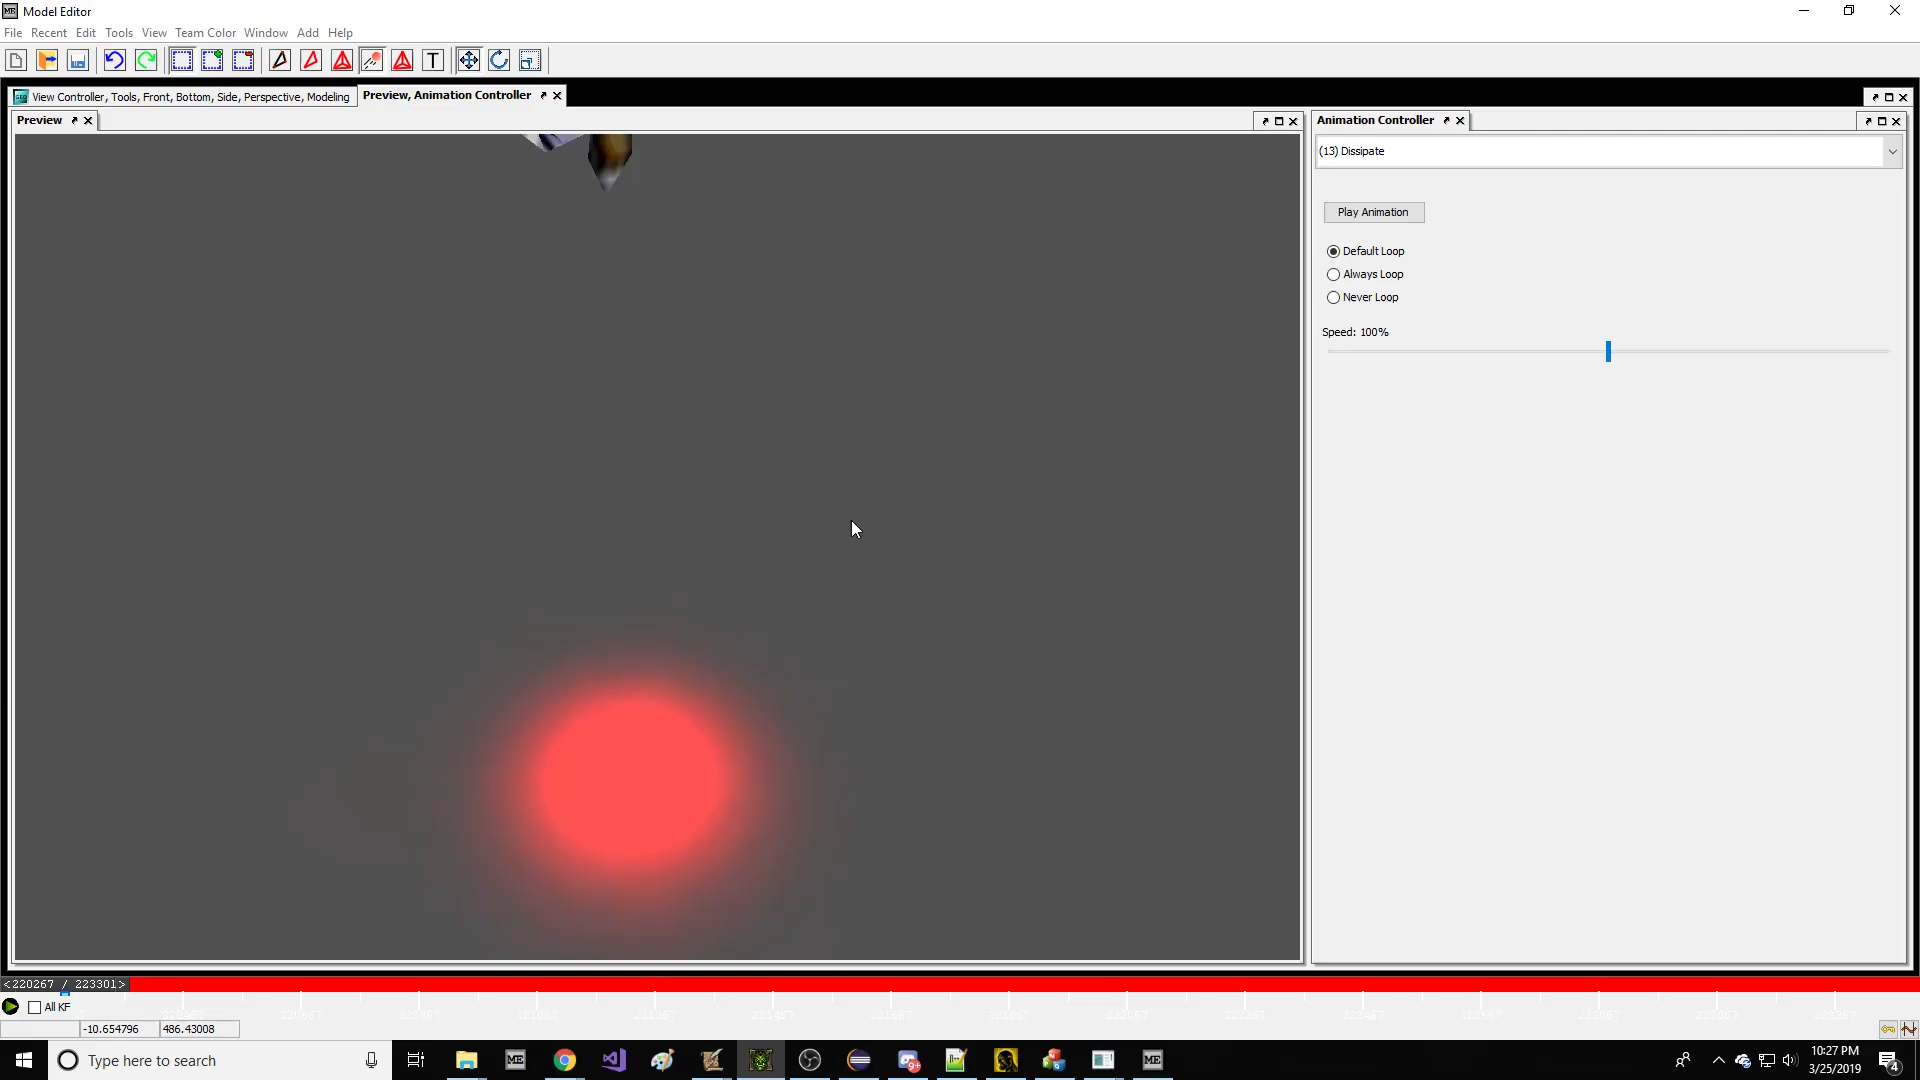 Model Editor
File Recent Edit Tools View Team Color Window Add Help
View Controller, Tools, Front, Bottom, Side, Perspective, Modeling
Preview, Animation Controller
Preview
Animation Controller
(13) Dissipate
Play Animation
Default Loop
Always Loop
Never Loop
Speed: 100%
<220267 / 223301>
All KF
-10.654796 486.43008
Type here to search
10:27 PM
3/25/2019